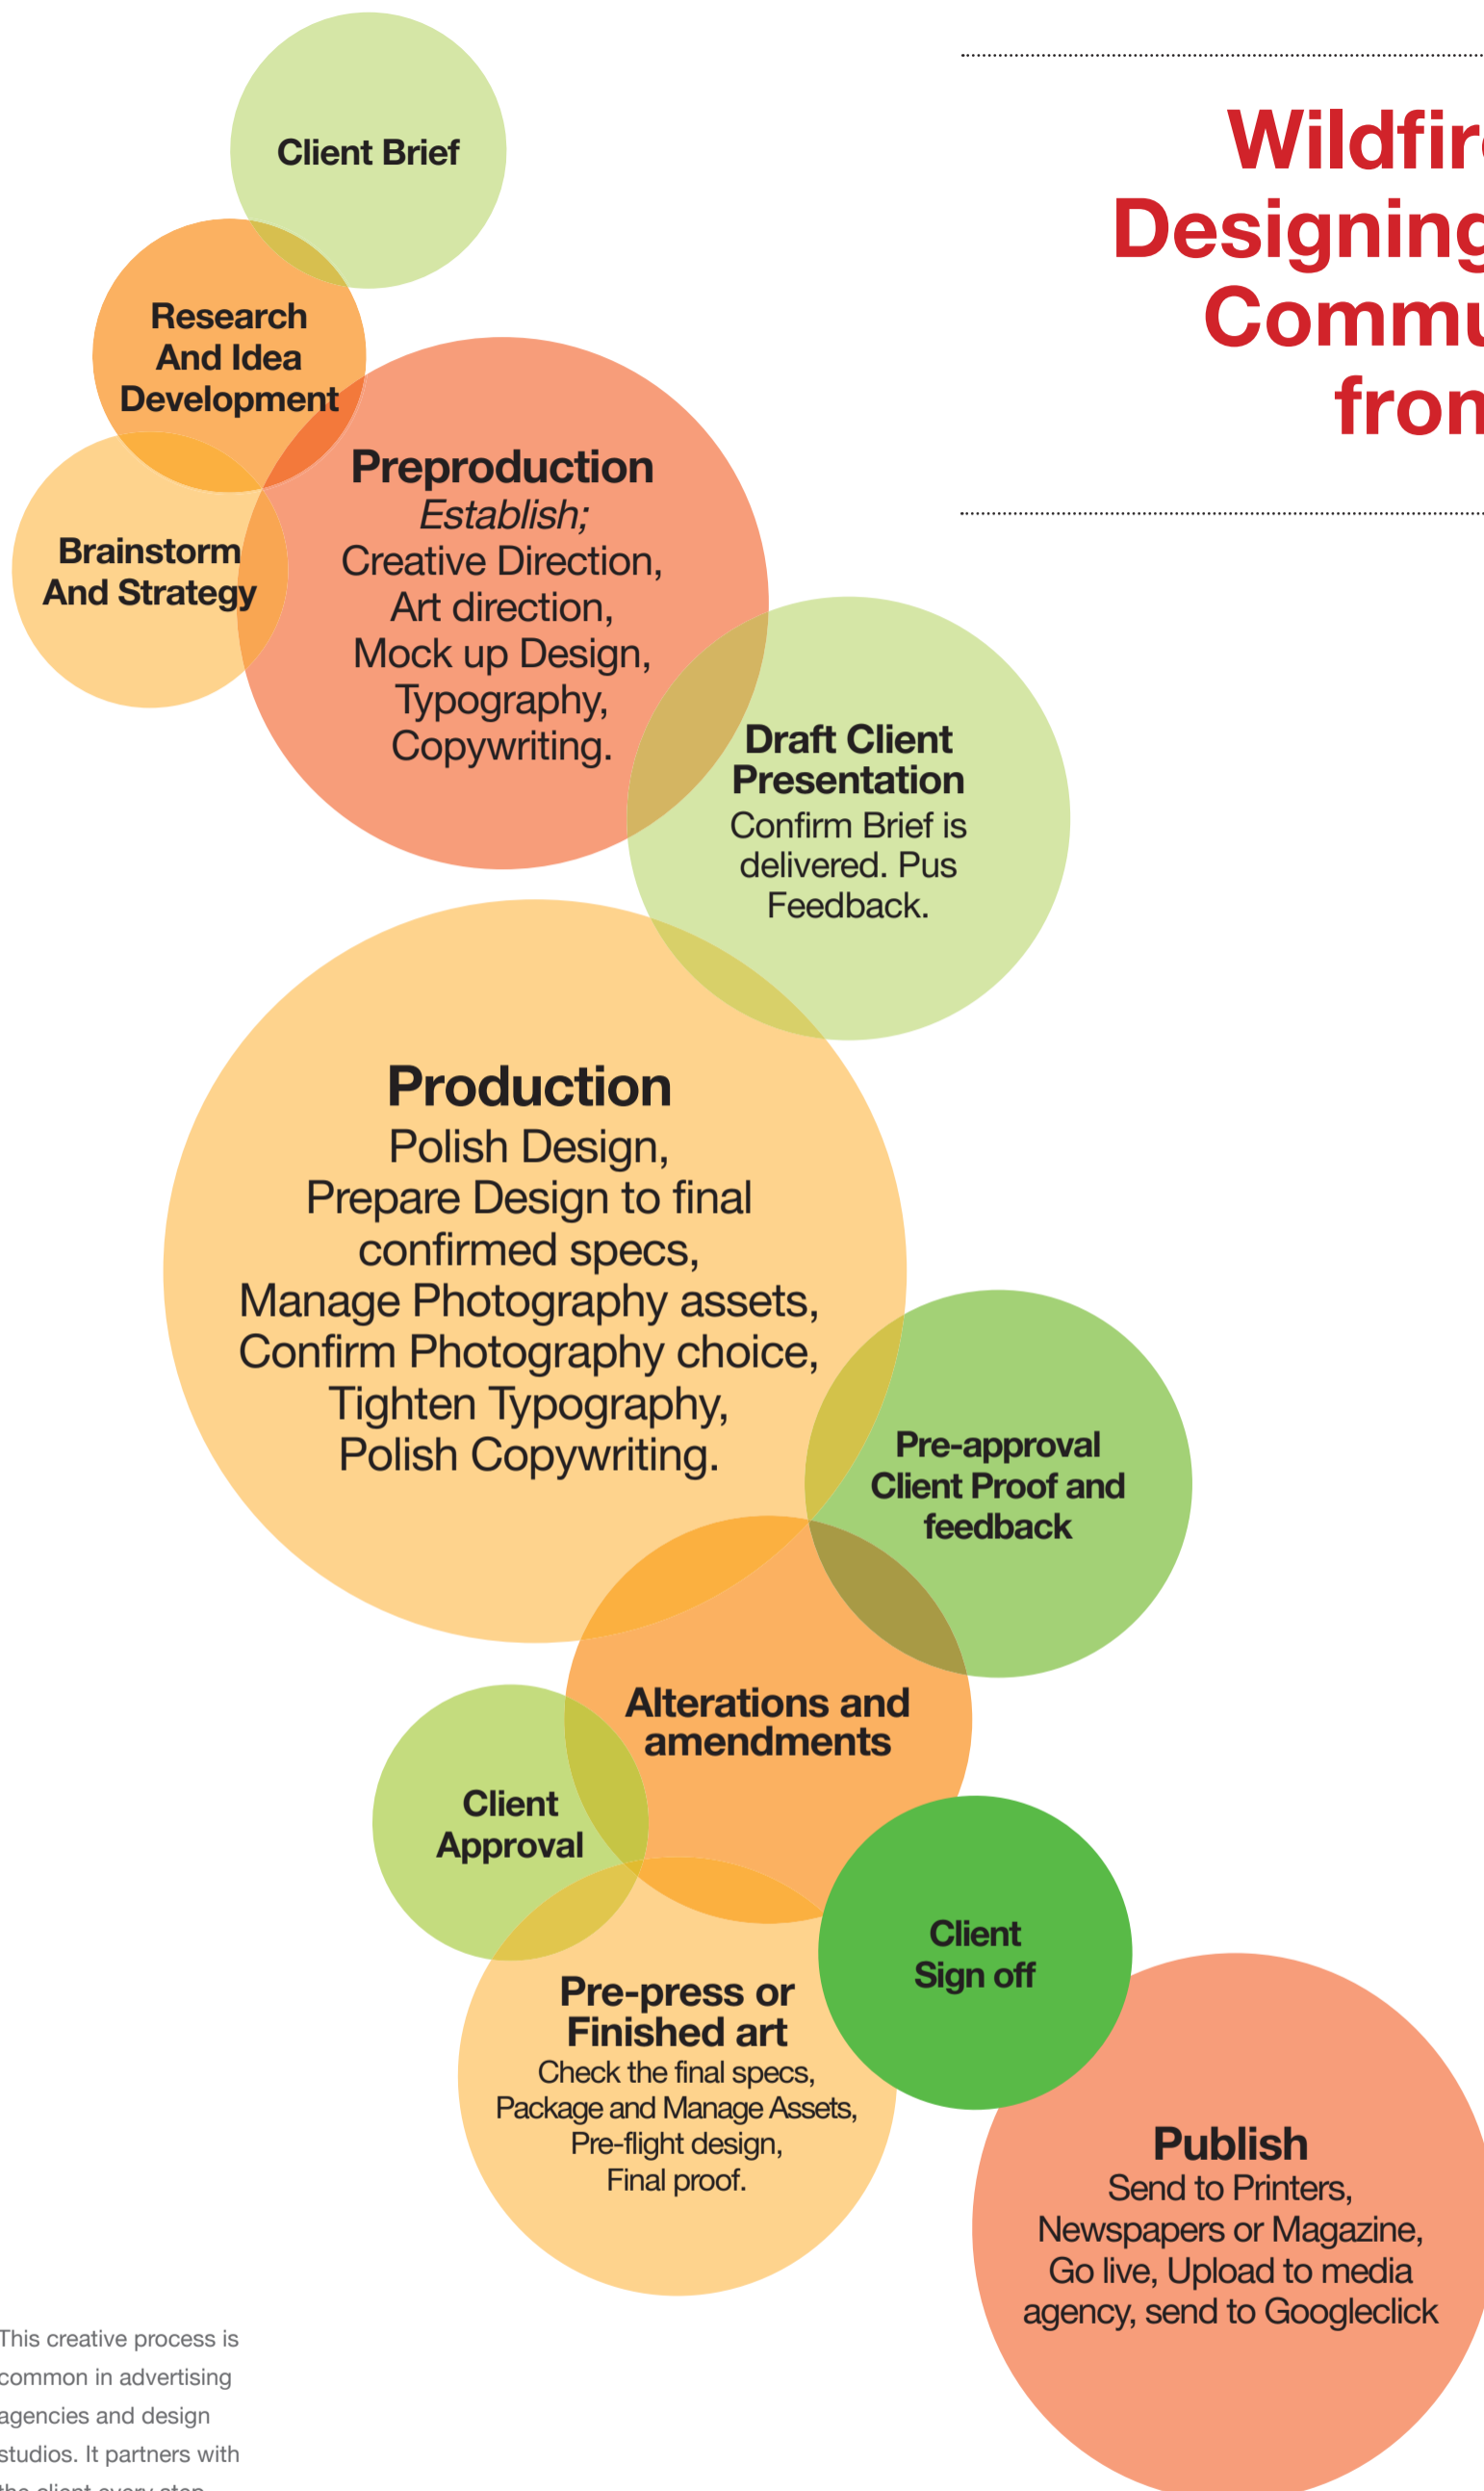 Client Brief
Research
And Idea
Development
Brainstorm
And Strategy
Preproduction
Establish;
Creative Direction,
Art direction,
Mock up Design,
Typography,
Copywriting.
Draft Client
Presentation
Confirm Brief is
delivered. Pus
Feedback.
Production
Polish Design,
Prepare Design to final
confirmed specs,
Manage Photography assets,
Confirm Photography choice,
Tighten Typography,
Polish Copywriting.
Pre-approval
Client Proof and
feedback
Alterations and
amendments
Client
Approval
Client
Sign off
Pre-press or
Finished art
Check the final specs,
Package and Manage Assets,
Pre-flight design,
Final proof.
Publish
Send to Printers,
Newspapers or Magazine,
Go live, Upload to media
agency, send to Googleclick
Designing
This creative process is
common in advertising
agencies and design
studios. It partners with
the client every step